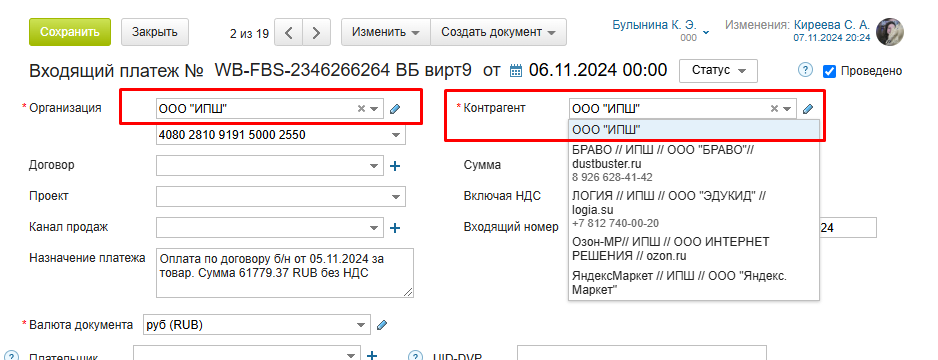 Сохранить Закрыть 2 из 19 Изменить Создать документ Булынина К. Э. Изменения: Киреева С. А.
ООО 07.11.2024 20:24
Входящий платеж № WB-FBS-2346266264 ВБ вирт9 от 06.11.2024 00:00 Статус ? Проведено
* Организация ООО "ИПШ" * Контрагент ООО "ИПШ"
4080 2810 9191 5000 2550 ООО "ИПШ"
БРАВО // ИПШ // ООО "БРАВО"//
dustbuster.ru
8 926 628-41-42
Договор Сумма
Проект Включая НДС ЛОГИЯ // ИПШ // ООО "ЭДУКИД" //
logia.su
+7 812 740-00-20
Канал продаж Входящий номер 24
Озон-МР// ИПШ // ООО ИНТЕРНЕТ
РЕШЕНИЯ // ozon.ru
Назначение платежа Оплата по договору б/н от 05.11.2024 за
товар. Сумма 61779.37 RUB без НДС
ЯндексМаркет // ИПШ // ООО "Яндекс.
Маркет"
* Валюта документа руб (RUB)
? Плательщик ? UID-DVP